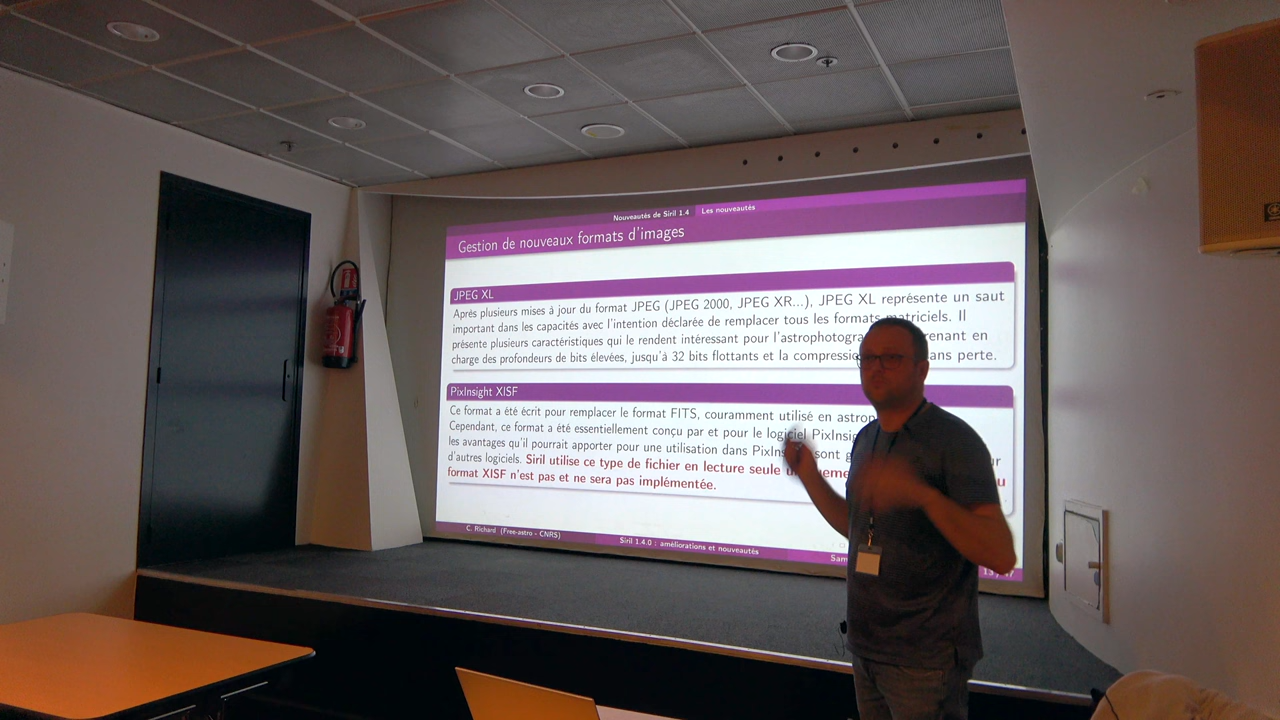 Nouveautés de Siril 1.4 Les nouveautés
Gestion de nouveaux formats d'images
JPEG XL
Après plusieurs mises à jour du format JPEG (JPEG 2000, JPEG XR...), JPEG XL représente un saut
important dans les capacités avec l'intention déclarée de remplacer tous les formats matriciels. Il
présente plusieurs caractéristiques qui le rendent intéressant pour
charge des profondeurs de bits élevées, jusqu'à 32 bits flottants et la sans perte.
PixInsight XISF
Ce format a été écrit pour remplacer le format FITS, couramment utilisé en
Cependant, ce format a été essentiellement conçu par et pour le logiciel
les avantages qu'il pourrait apporter pour une utilisation dans sont
d'autres logiciels. Siril utilise ce type de fichier en lecture seule
format XISF n'est pas et ne sera pas implémentée.
C. Richard (Free-astro - CNRS) Siril 1.4.0 : améliorations et nouveautés